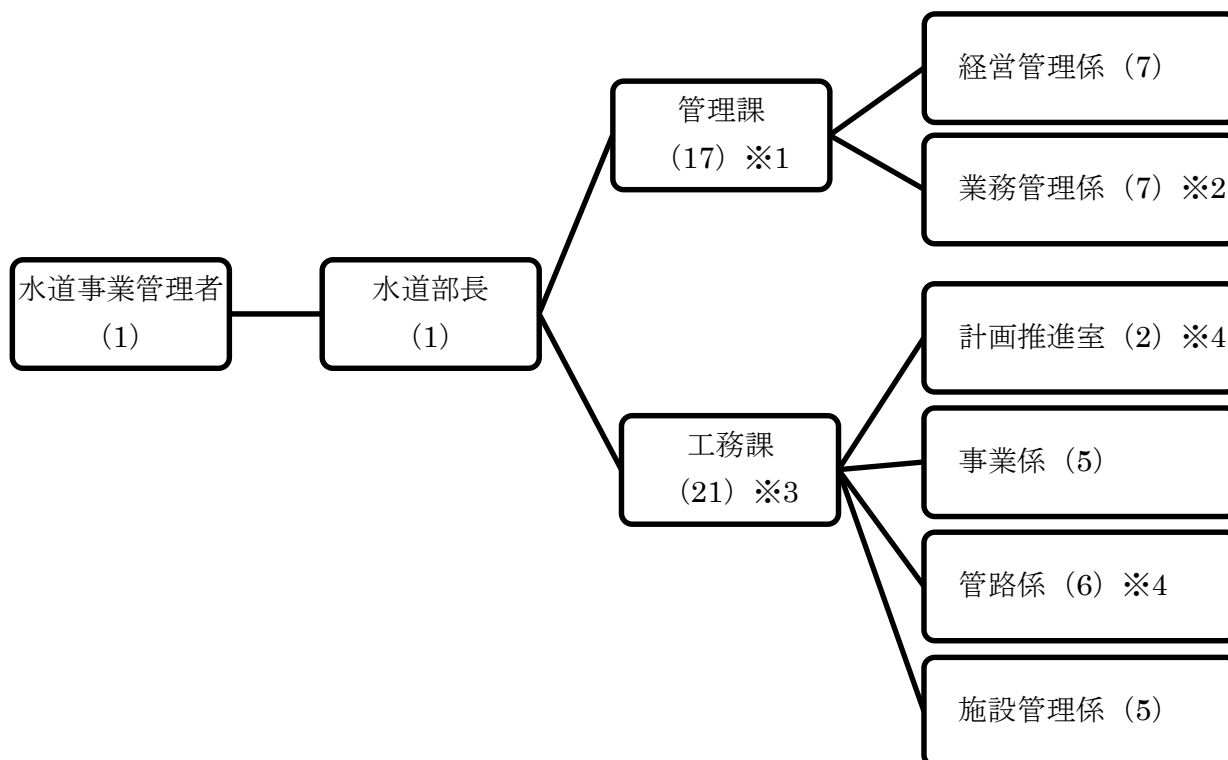 水道事業管理者
(1)
水道部長
(1)
管理課
(17) ※1
工務課
(21) ※3
経営管理係 (7)
業務管理係 (7) ※2
計画推進室 (2) ※4
事業係 (5)
管路係 (6) ※4
施設管理係 (5)